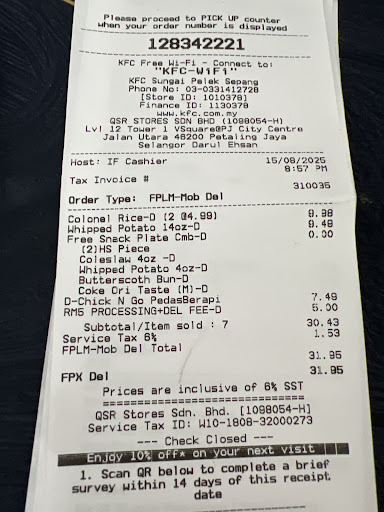 Please proceed to PICK UP counter
when your order number is displayed
128342221
KFC Free Wi-Fi - Connect to:
"KFC-WiFi"
KFC Sungai Pelek Sepang
Phone No: 03-0331412728
[Store ID: 1010378]
Finance ID: 1130378
www.kfc.com.my
QSR STORES SDN BHD (1098054-H)
Lvl 12 Tower 1 VSquare@PJ City Centre
Jalan Utara 46200 Petaling Jaya
Selangor Darul Ehsan
Host: IF Cashier 15/08/2025
8:57 PM
Tax Invoice # 310035
Order Type: FPLM-Mob Del
Colonel Rice-D (2 @4.99) 9.98
Whipped Potato 14oz-D 9.49
Free Snack Plate Cmb-D 0.00
(2)HS Piece
Coleslaw 4oz -D
Whipped Potato 4oz-D
Butterscoth Bun-D
Coke Ori Taste (M)-D
D-Chick N Go PedasBerapi 7.49
RM5 PROCESSING+DEL FEE-D 5.00
Subtotal/Item sold : 7 30.43
Service Tax 6% 1.53
FPLM-Mob Del Total 31.95
FPX Del 31.95
Prices are inclusive of 6% SST
QSR Stores Sdn. Bhd. [1098054-H]
Service Tax ID: W10-1808-32000273
--- Check Closed ---
Enjoy 10% off* on your next visit
1. Scan QR below to complete a brief
survey within 14 days of this receipt
date